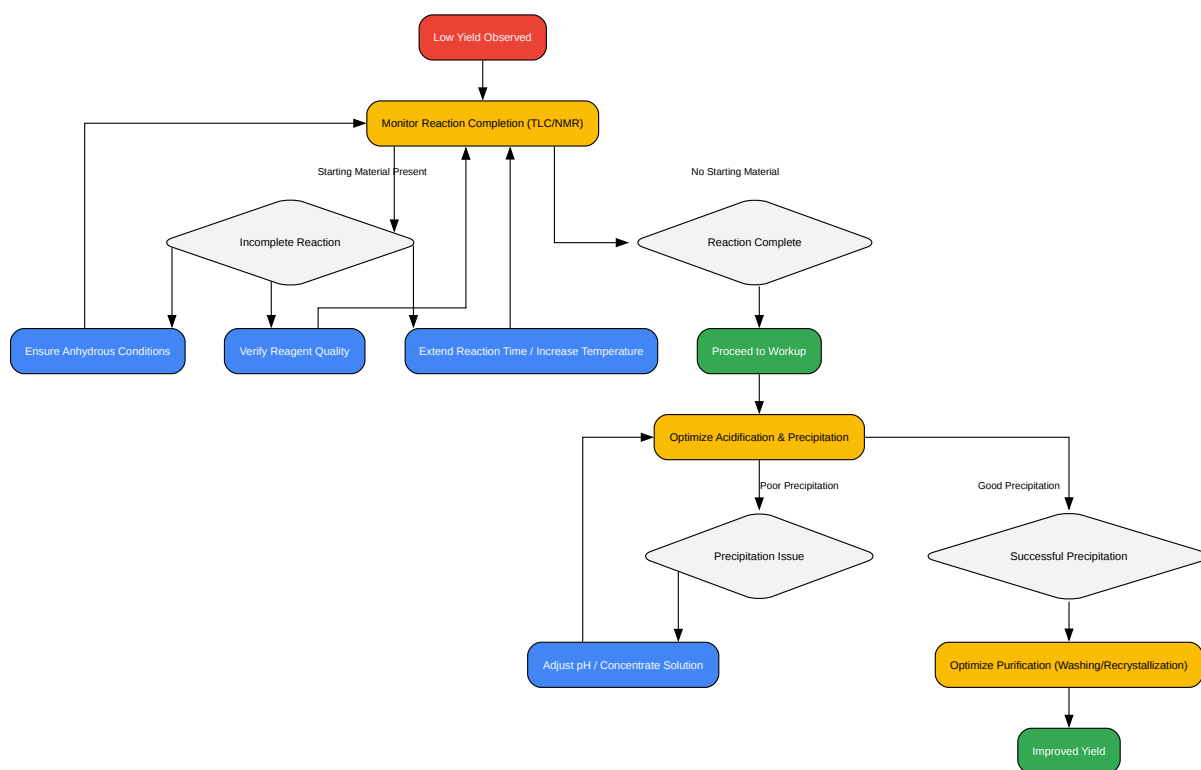 Low Yield Observed
Monitor Reaction Completion (TLC/NMR)
Starting Material Present
No Starting Material
Incomplete Reaction
Reaction Complete
Ensure Anhydrous Conditions
Verify Reagent Quality
Extend Reaction Time / Increase Temperature
Proceed to Workup
Optimize Acidification & Precipitation
Poor Precipitation
Good Precipitation
Precipitation Issue
Successful Precipitation
Adjust pH / Concentrate Solution
Optimize Purification (Washing/Recrystallization)
Improved Yield